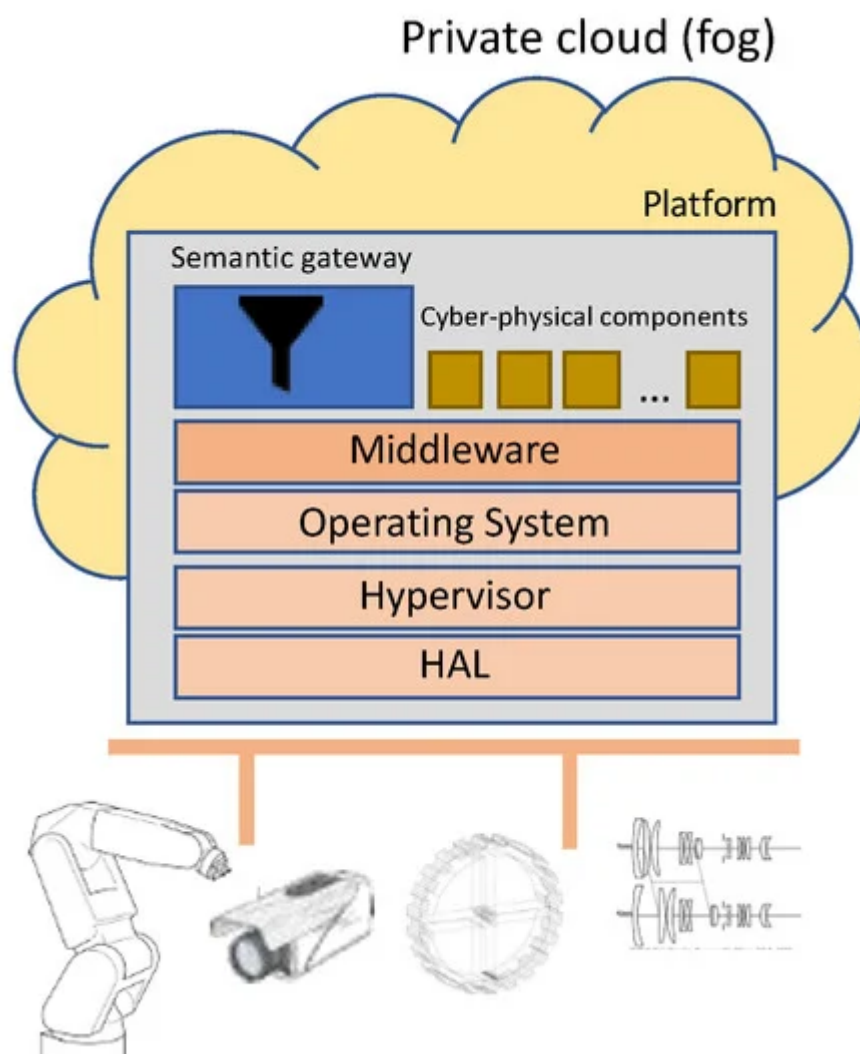 Private cloud (fog)
Platform
Semantic gateway
Cyber-physical components
...
Middleware
Operating System
Hypervisor
HAL